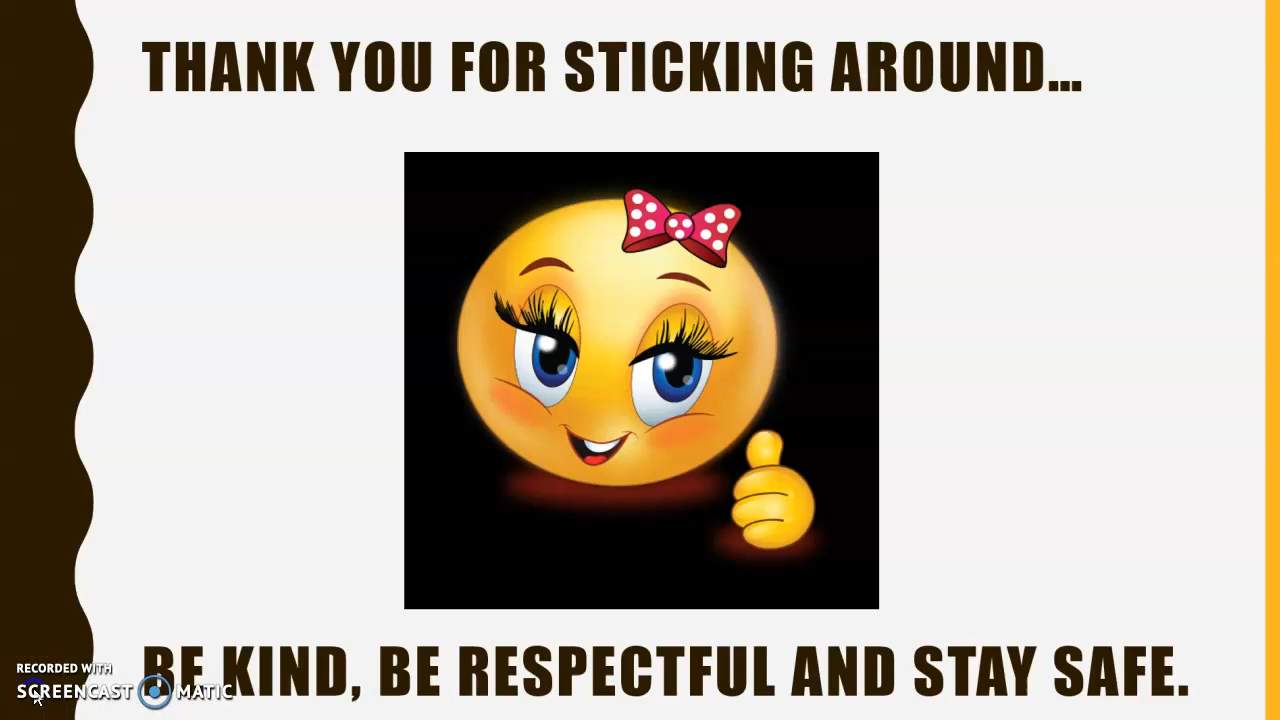 THANK YOU FOR STICKING AROUND...
BE KIND, BE RESPECTFUL AND STAY SAFE.
RECORDED WITH
SCREENCAST MATIC